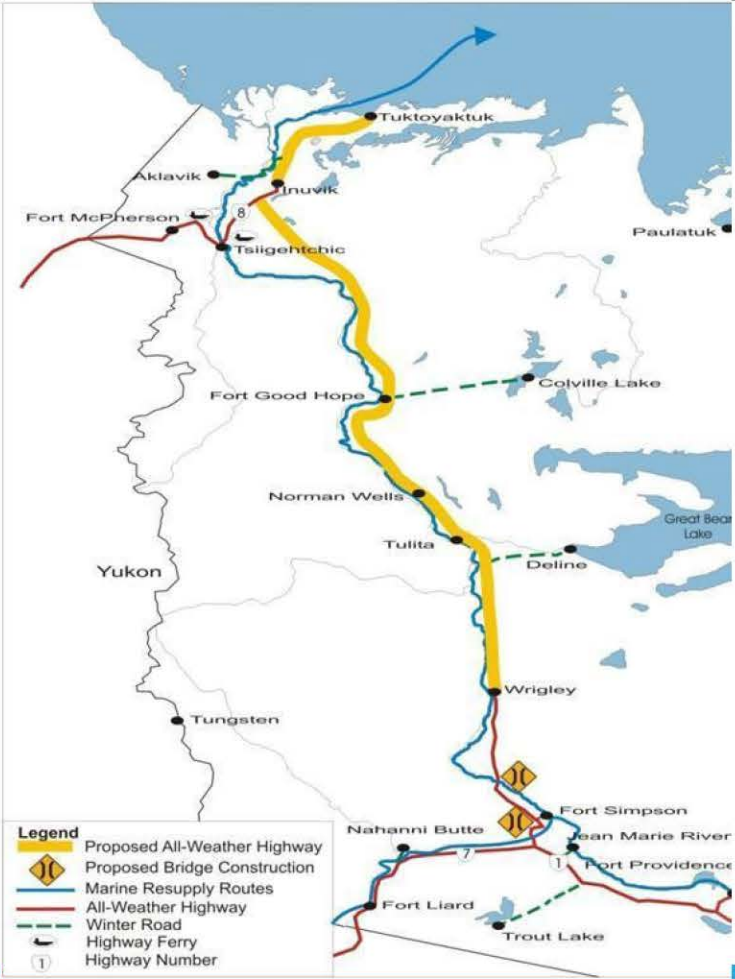 Tuktoyaktuk
Aklavik
Inuvik
Fort McPherson
8
Paulatuk
Tsiigehtchic
Colville Lake
Fort Good Hope
Norman Wells
Great Bear
Lake
Tulita
Deline
Yukon
Wrigley
Tungsten
Fort Simpson
Nahanni Butte
Jean Marie River
7
1
Fort Providence
Fort Liard
Trout Lake
Legend
Proposed All-Weather Highway
Proposed Bridge Construction
Marine Resupply Routes
All-Weather Highway
Winter Road
Highway Ferry
1
Highway Number